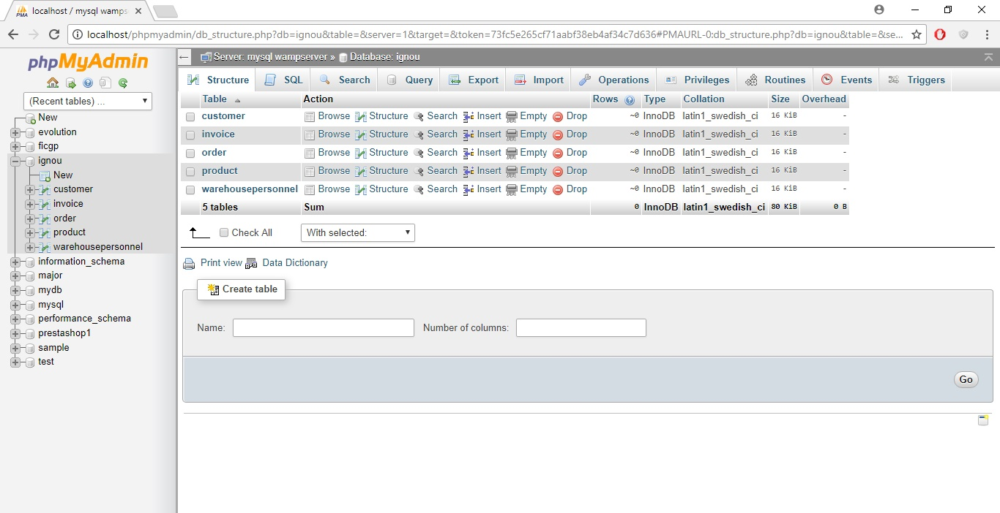 localhost / mysql wamps
localhost/phpmyadmin/db_structure.php?db=ignou&table=&server=1&target=&token=73fc5e265cf71aabf38eb4af34c7d636#PMAURL-0:db_structure.php?db=ignou&table=&se...
phpMyAdmin
(Recent tables) ...
New
evolution
ficgp
ignou
New
customer
invoice
order
product
warehousepersonnel
information_schema
major
mydb
mysql
performance_schema
prestashop1
sample
test
Server: mysql wampserver » Database: ignou
Structure SQL Search Query Export Import Operations Privileges Routines Events Triggers
Table Action Rows Type Collation Size Overhead
customer Browse Structure Search Insert Empty Drop ~0 InnoDB latin1_swedish_ci 16 KiB -
invoice Browse Structure Search Insert Empty Drop ~0 InnoDB latin1_swedish_ci 16 KiB -
order Browse Structure Search Insert Empty Drop ~0 InnoDB latin1_swedish_ci 16 KiB -
product Browse Structure Search Insert Empty Drop ~0 InnoDB latin1_swedish_ci 16 KiB -
warehousepersonnel Browse Structure Search Insert Empty Drop ~0 InnoDB latin1_swedish_ci 16 KiB -
5 tables Sum 0 InnoDB latin1_swedish_ci 80 KiB 0 B
Check All With selected:
Print view Data Dictionary
Create table
Name: Number of columns:
Go